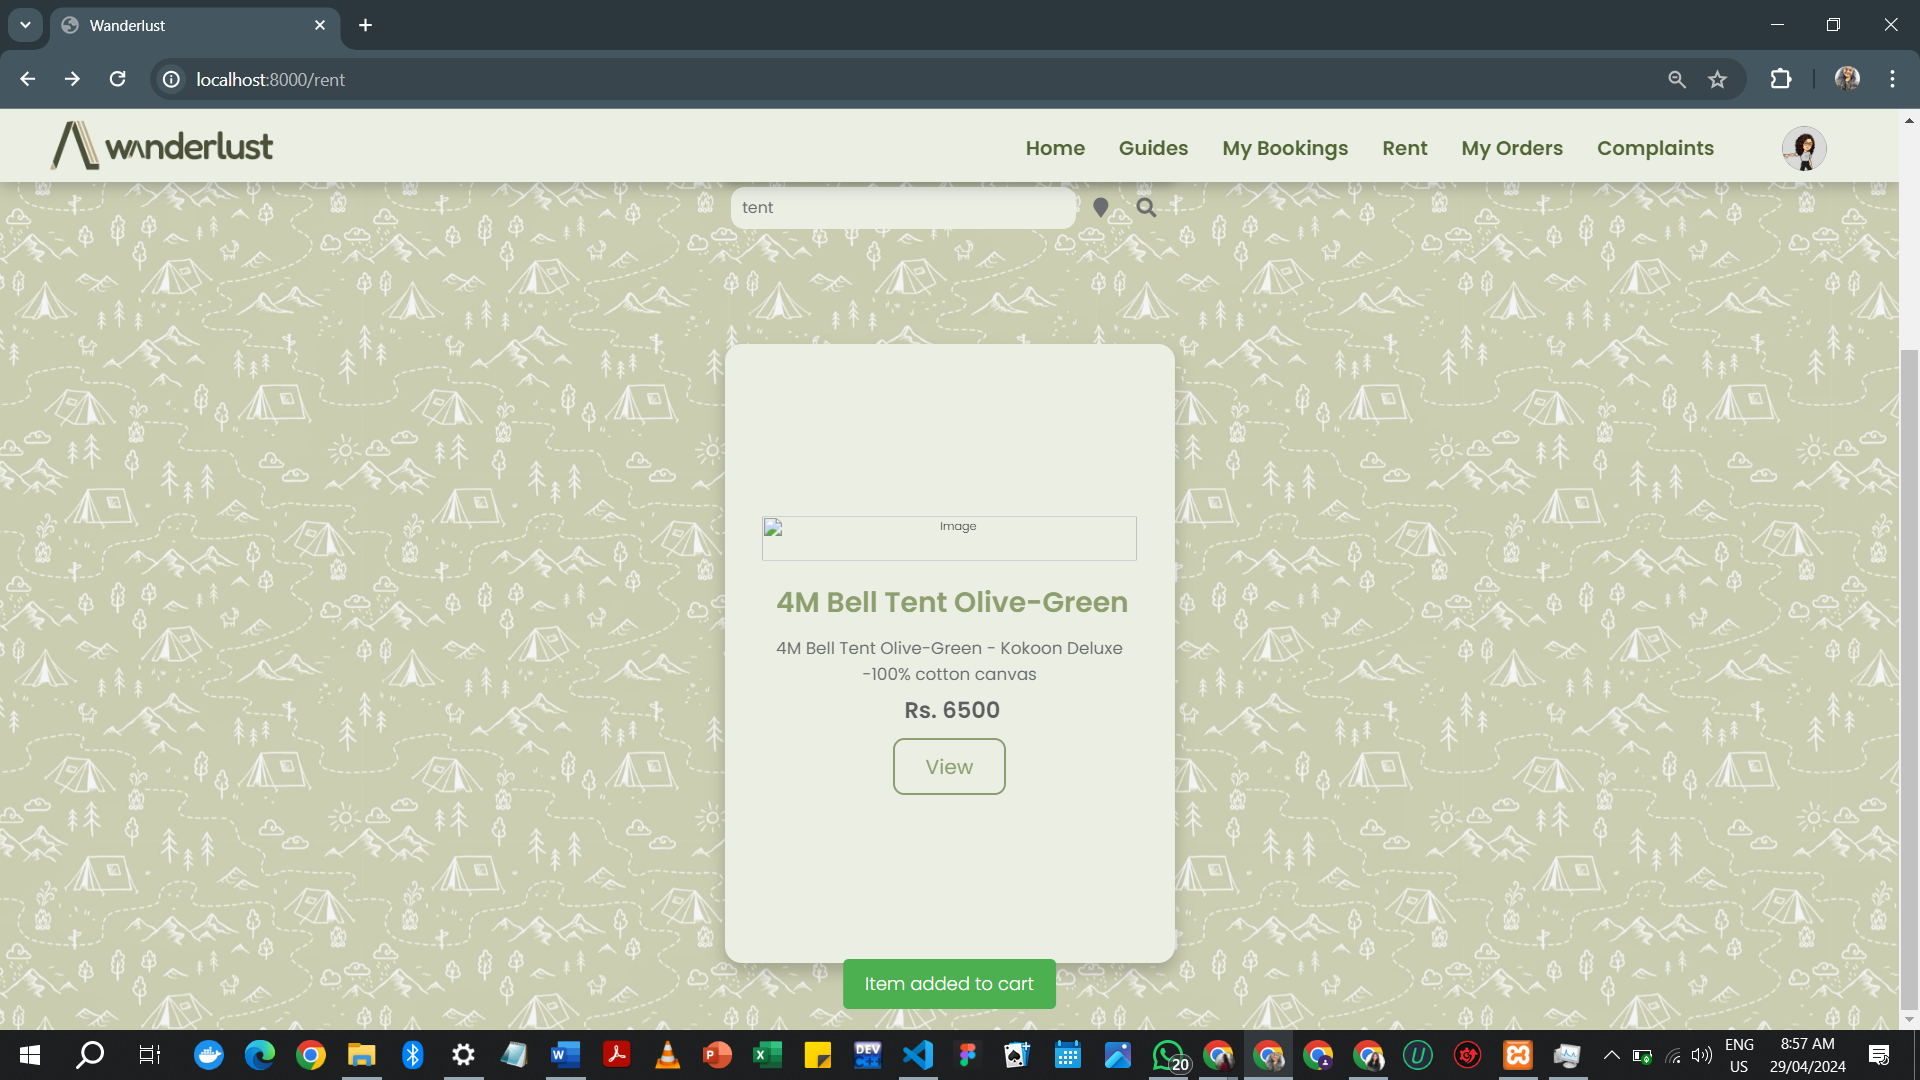 Wanderlust
localhost:8000/rent
wanderlust
Home Guides My Bookings Rent My Orders Complaints
tent
Image
4M Bell Tent Olive-Green
4M Bell Tent Olive-Green - Kokoon Deluxe
-100% cotton canvas
Rs. 6500
View
Item added to cart
DEV
C++
20
ENG
US
8:57 AM
29/04/2024